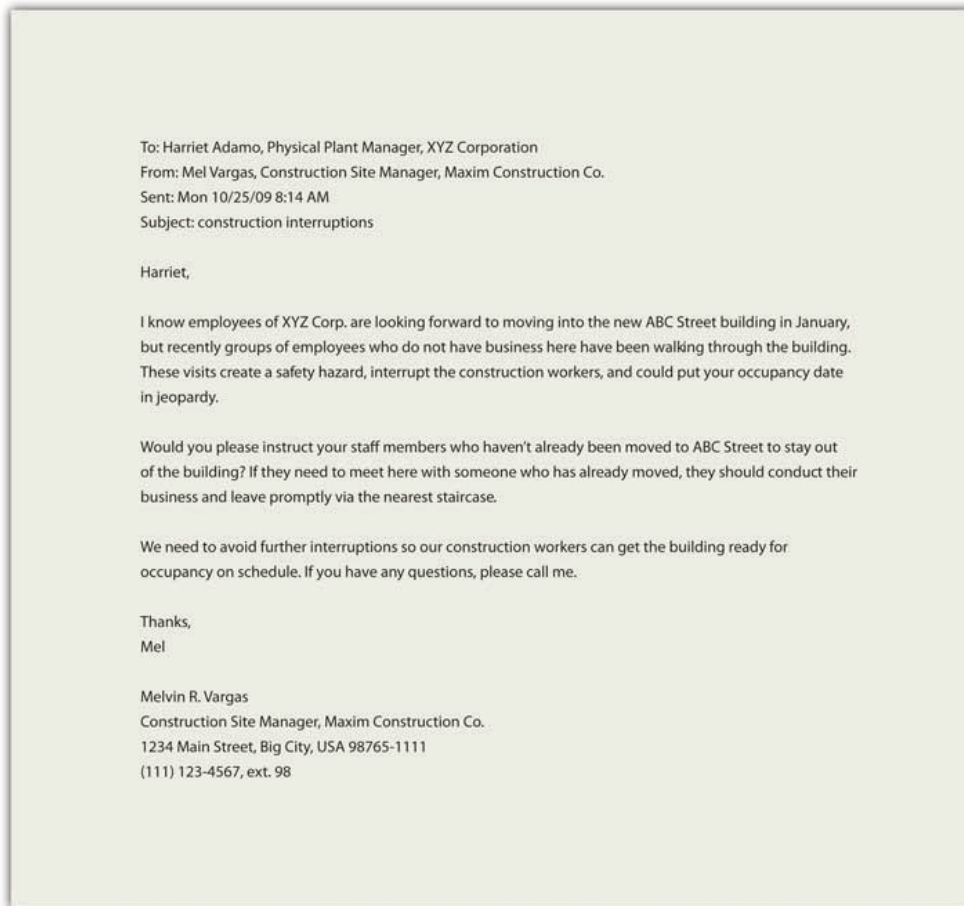 To: Harriet Adamo, Physical Plant Manager, XYZ Corporation
From: Mel Vargas, Construction Site Manager, Maxim Construction Co.
Sent: Mon 10/25/09 8:14 AM
Subject: construction interruptions
Harriet,
I know employees of XYZ Corp. are looking forward to moving into the new ABC Street building in January,
but recently groups of employees who do not have business here have been walking through the building.
These visits create a safety hazard, interrupt the construction workers, and could put your occupancy date
in jeopardy.
Would you please instruct your staff members who haven't already been moved to ABC Street to stay out
of the building? If they need to meet here with someone who has already moved, they should conduct their
business and leave promptly via the nearest staircase.
We need to avoid further interruptions so our construction workers can get the building ready for
occupancy on schedule. If you have any questions, please call me.
Thanks,
Mel
Melvin R. Vargas
Construction Site Manager, Maxim Construction Co.
1234 Main Street, Big City, USA 98765-1111
(111) 123-4567, ext. 98